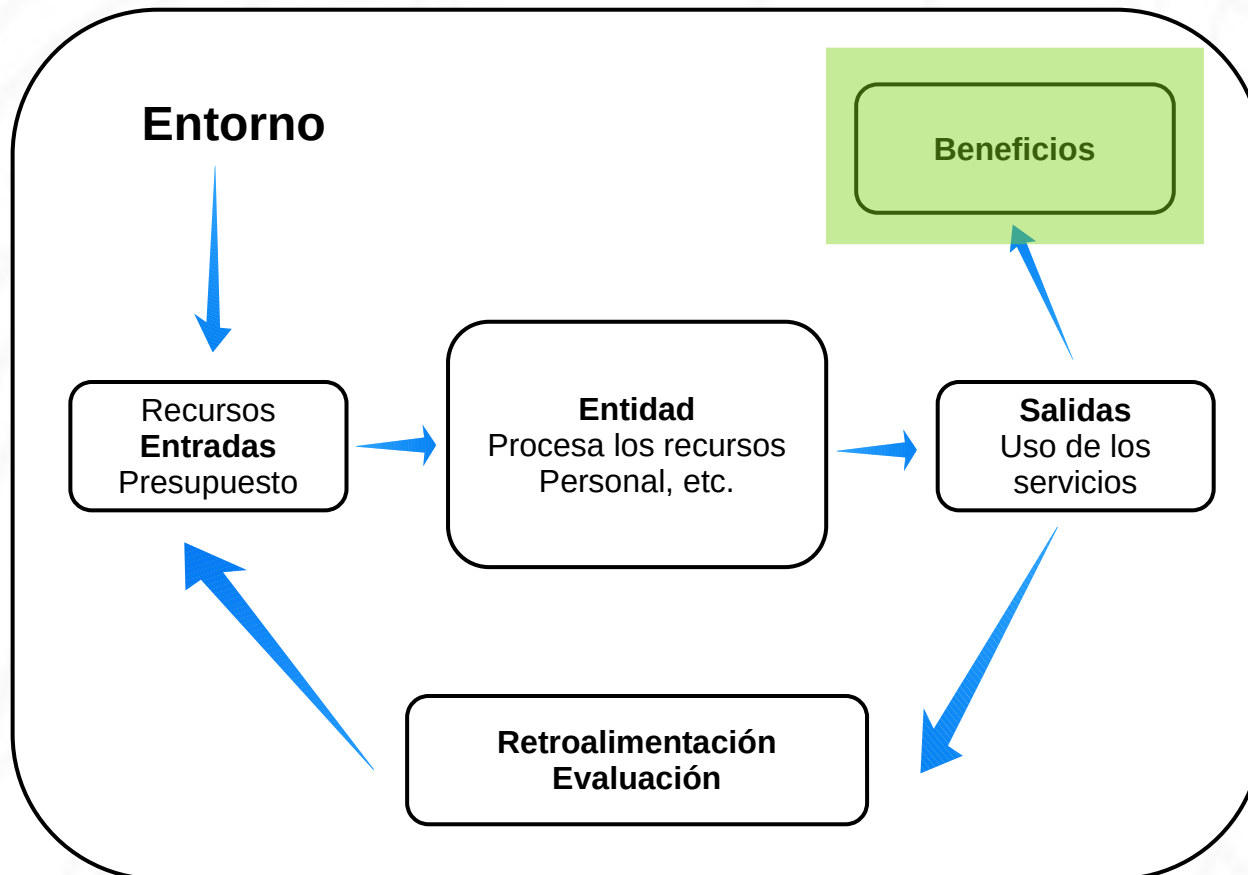 Entorno
Beneficios
Recursos
Entradas
Presupuesto
Entidad
Procesa los recursos
Personal, etc.
Salidas
Uso de los
servicios
Retroalimentación
Evaluación